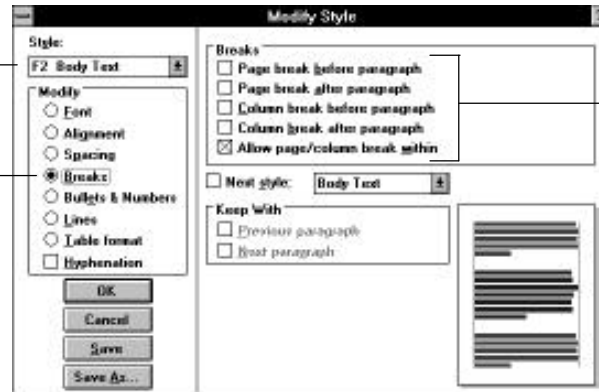 Modify Style
Style:
F2 Body Text
Modify
Font
Alignment
Spacing
Breaks
Bullets & Numbers
Lines
Table format
Hyphenation
OK
Cancel
Save
Save As...
Breaks
Page break before paragraph
Page break after paragraph
Column break before paragraph
Column break after paragraph
Allow page/column break within
Next style: Body Text
Keep With
Previous paragraph
Next paragraph